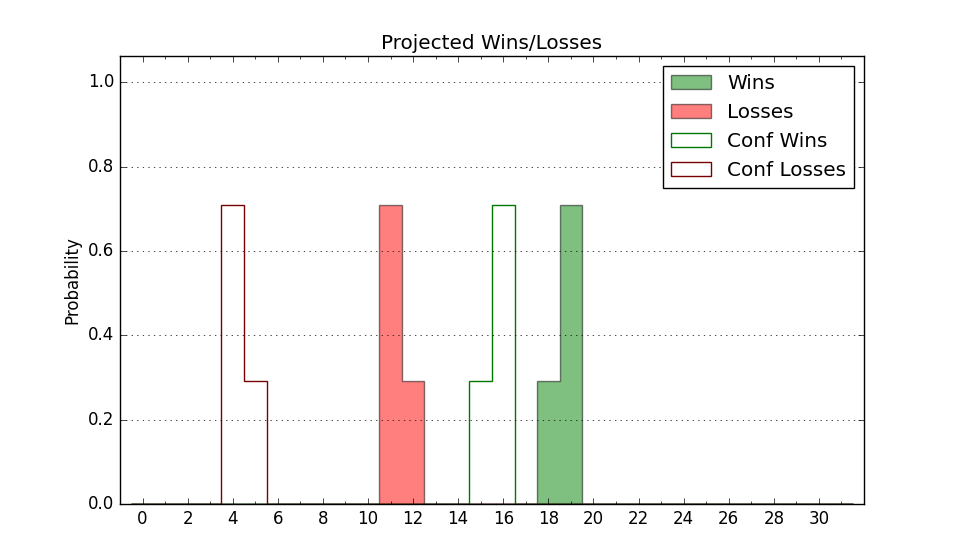 Projected Wins/Losses
Probability
1.0
0.8
0.6
0.4
0.2
0.0
0 2 4 6 8 10 12 14 16 18 20 22 24 26 28 30
Wins
Losses
Conf Wins
Conf Losses